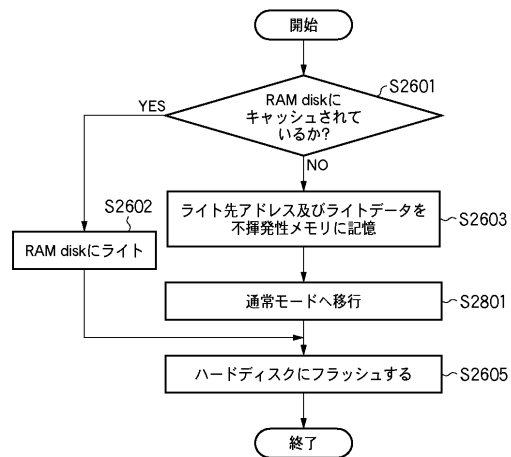 開始
S2601
RAM diskに
キャッシュされて
いるか?
YES
NO
S2602
RAM diskにライト
ライト先アドレス及びライトデータを
不揮発性メモリに記憶
S2603
通常モードへ移行
S2801
ハードディスクにフラッシュする
S2605
終了